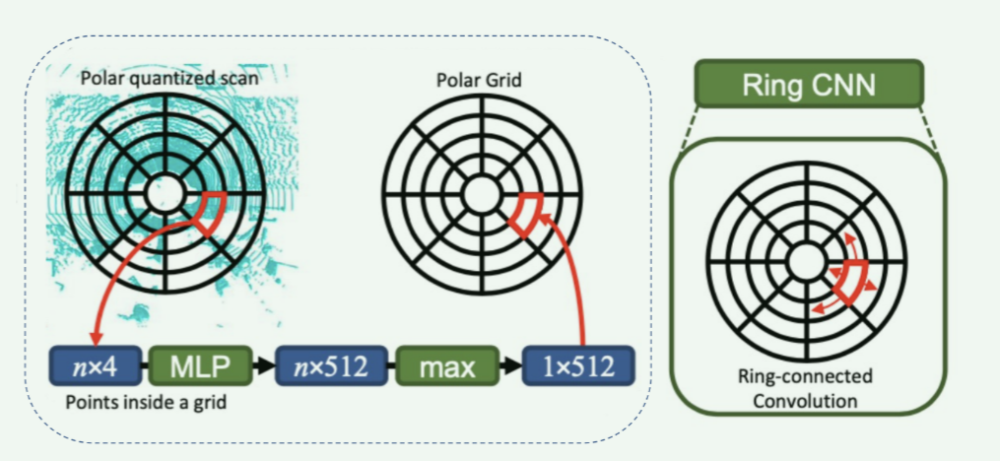 Polar quantized scan
Polar Grid
n×4
MLP
n×512
max
1×512
Points inside a grid
Ring CNN
Ring-connected
Convolution